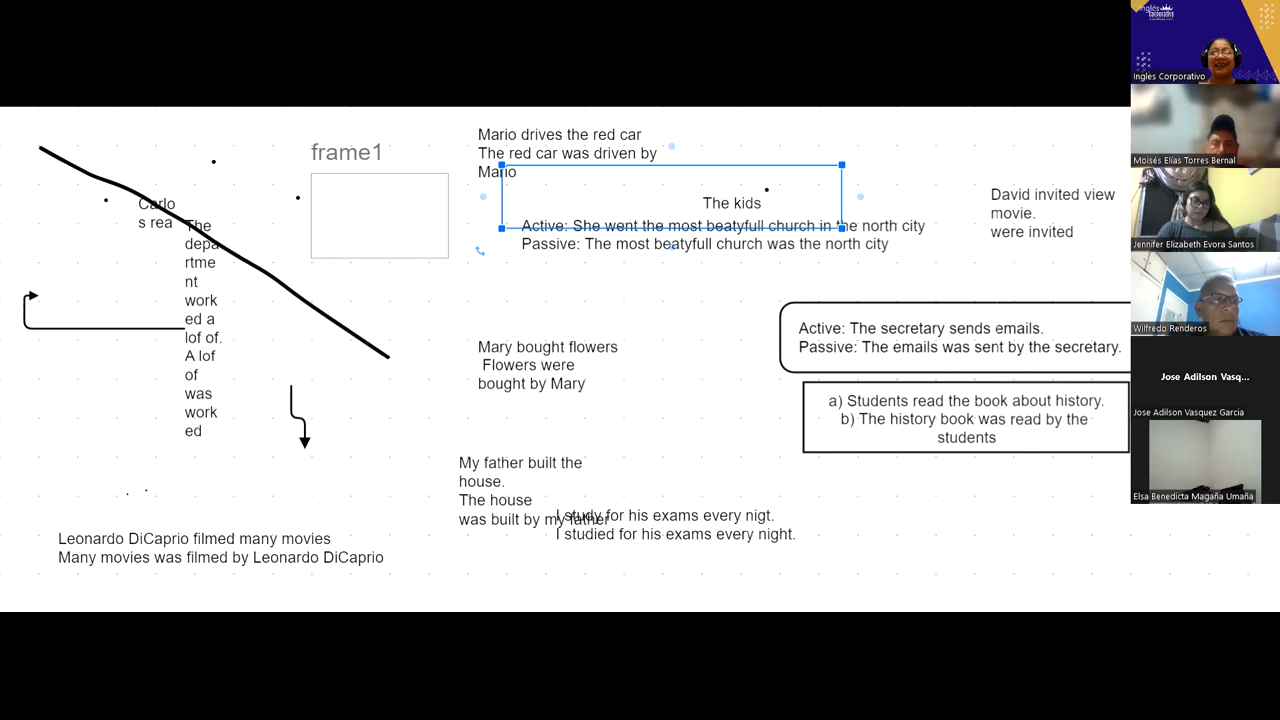 frame1
Mario drives the red car
The red car was driven by
Mario
The kids
Active: She went the most beatyfull church in the north city
Passive: The most beatyfull church was the north city
David invited view
movie.
were invited
Carlo
s rea
The
depa
rtme
nt
work
ed a
lof of.
A lof
of
was
work
ed
Active: The secretary sends emails.
Passive: The emails was sent by the secretary.
Mary bought flowers
Flowers were
bought by Mary
a) Students read the book about history.
b) The history book was read by the
students
My father built the
house.
The house
was built by my father
I study for his exams every nigt.
I studied for his exams every night.
Leonardo DiCaprio filmed many movies
Many movies was filmed by Leonardo DiCaprio
Inglés
Corporativo
Ingles Corporativo
Moisés Elías Torres Bernal
Jennifer Elizabeth Evora Santos
Wilfredo Renderos
Jose Adilson Vasq...
Jose Adilson Vasquez Garcia
Elsa Benedicta Magaña Umaña